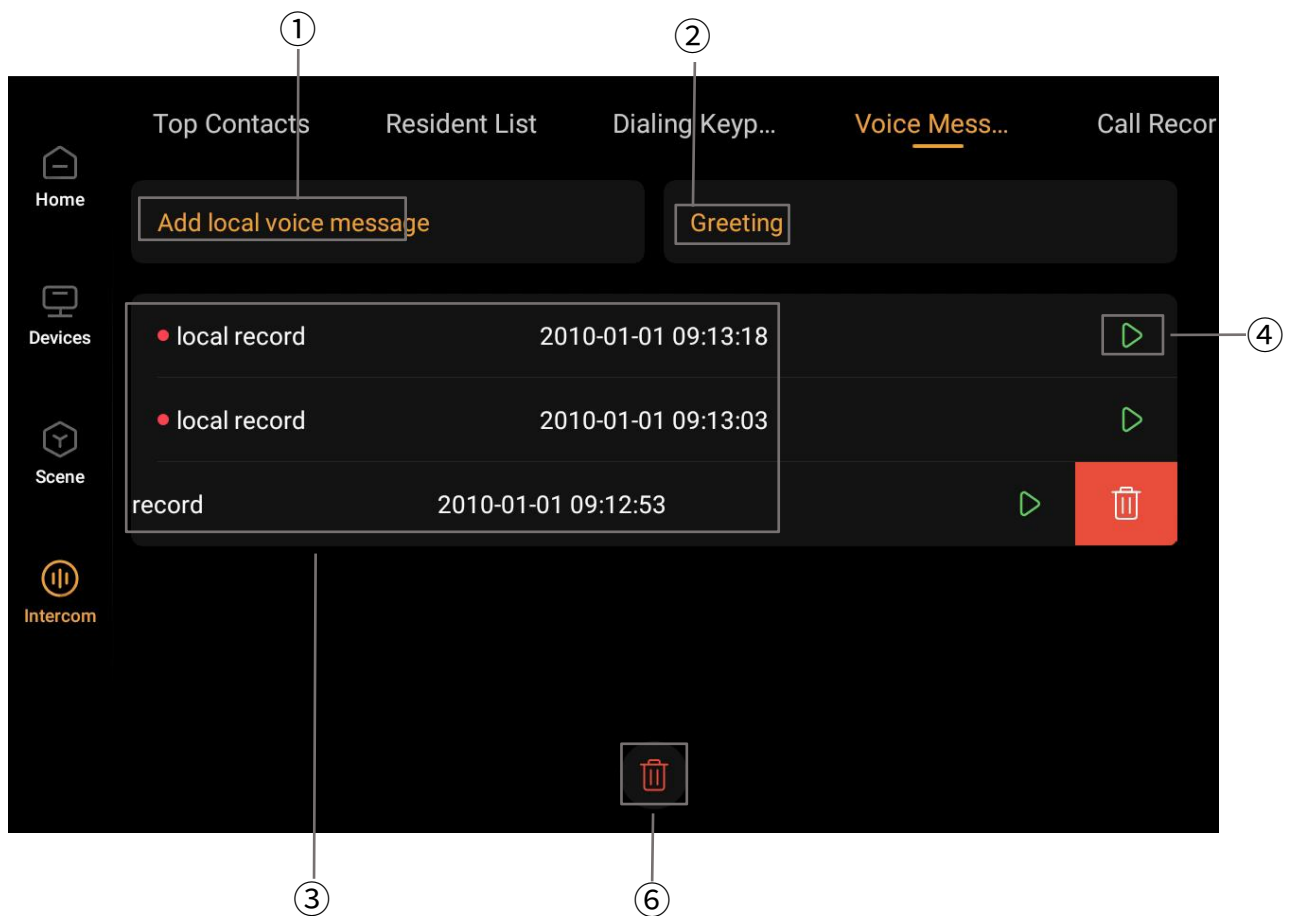 ①
②
Top Contacts
Resident List
Dialing Keyp...
Voice Mess...
Call Recor
Home
Add local voice message
Greeting
Devices
local record
2010-01-01 09:13:18
④
local record
2010-01-01 09:13:03
Scene
record
2010-01-01 09:12:53
Intercom
③
⑥